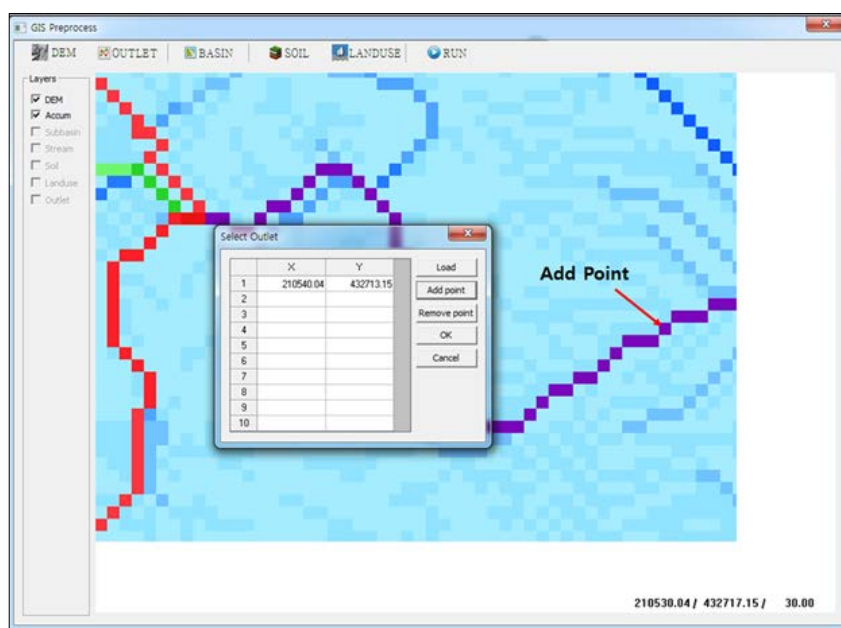 GIS Preprocess
DEM OUTLET BASIN SOIL LANDUSE RUN
Layers
DEM
Accum
Subbasin
Stream
Soil
Landuse
Outlet
Select Outlet
X Y
1 210540.04 432713.15
2
3
4
5
6
7
8
9
10
Load
Add point
Remove point
OK
Cancel
Add Point
210530.04 / 432717.15 / 30.00